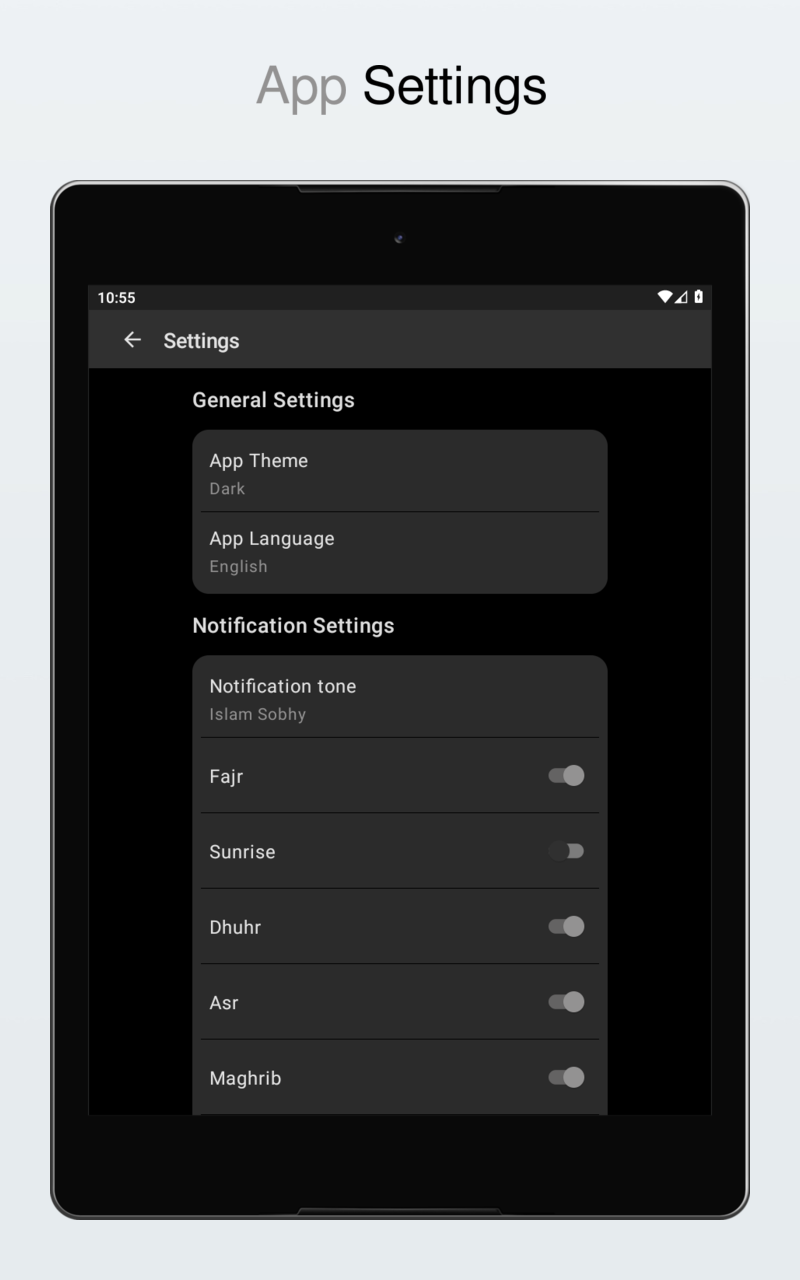 App Settings
10:55
Settings
General Settings
App Theme
Dark
App Language
English
Notification Settings
Notification tone
Islam Sobhy
Fajr
Sunrise
Dhuhr
Asr
Maghrib